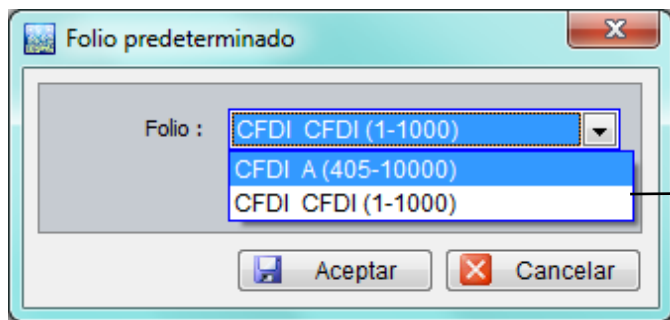 Folio predeterminado
Folio : CFDI CFDI (1-1000)
CFDI A (405-10000)
CFDI CFDI (1-1000)
Aceptar Cancelar